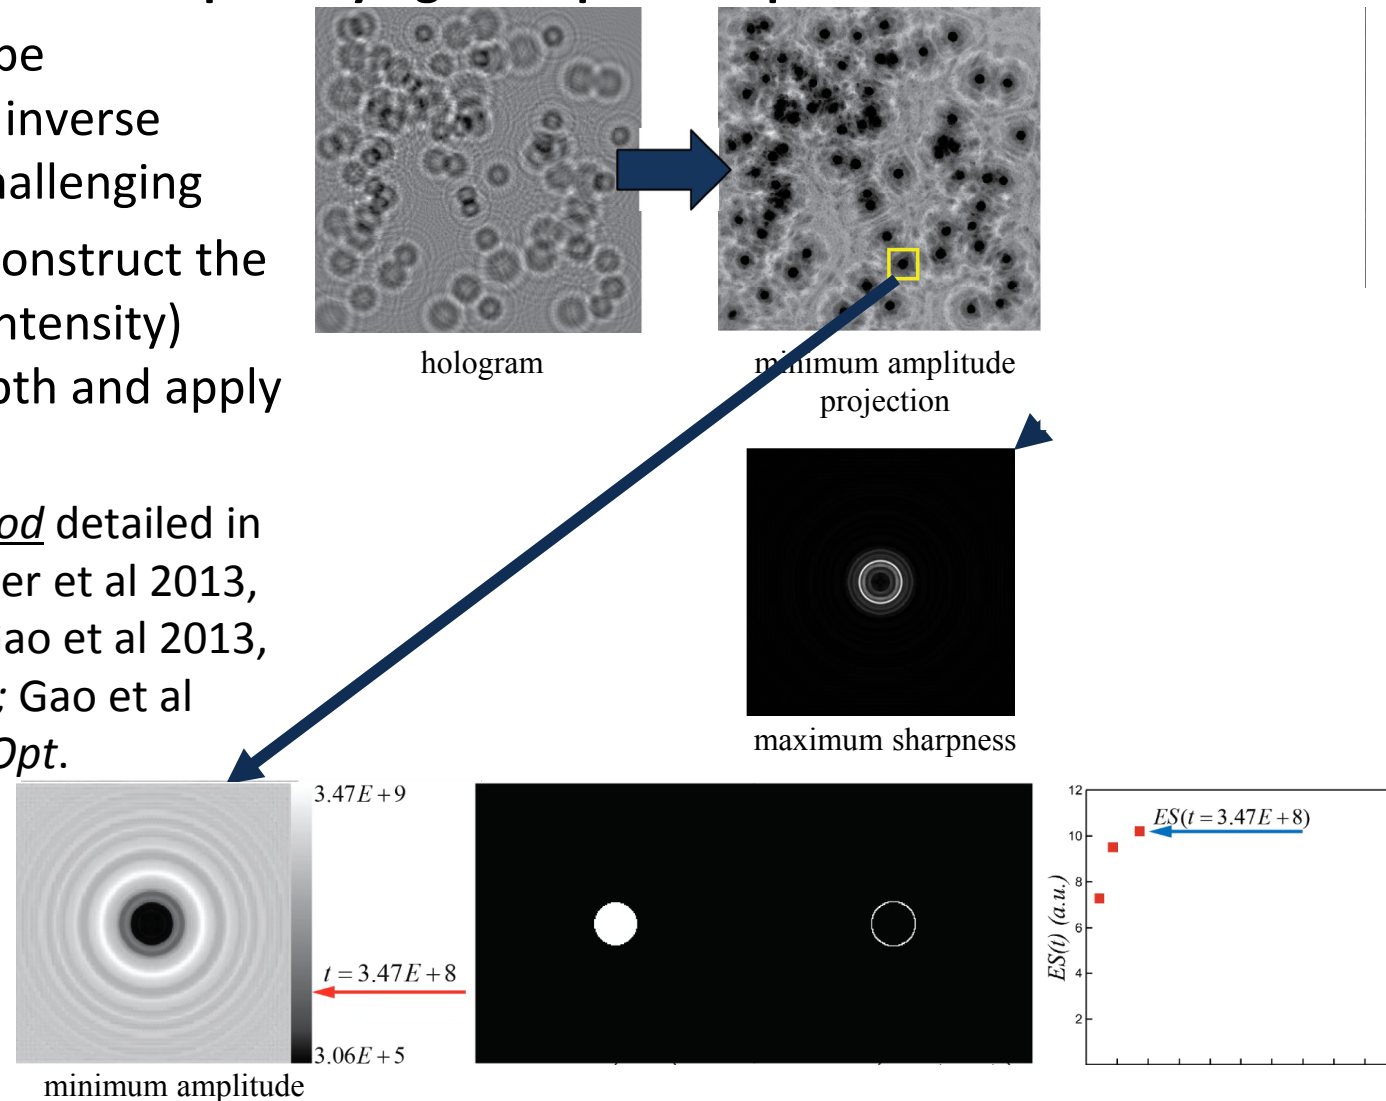 be
inverse
hallenging
onstruct the
ntensity)
pth and apply
od detailed in
er et al 2013,
iao et al 2013,
; Gao et al
Opt.
hologram
minimum amplitude
projection
maximum sharpness
3.47E+9
t = 3.47E+8
3.06E+5
minimum amplitude
ES(t = 3.47E+8)
ES(t) (a.u.)
12
10
8
6
4
2